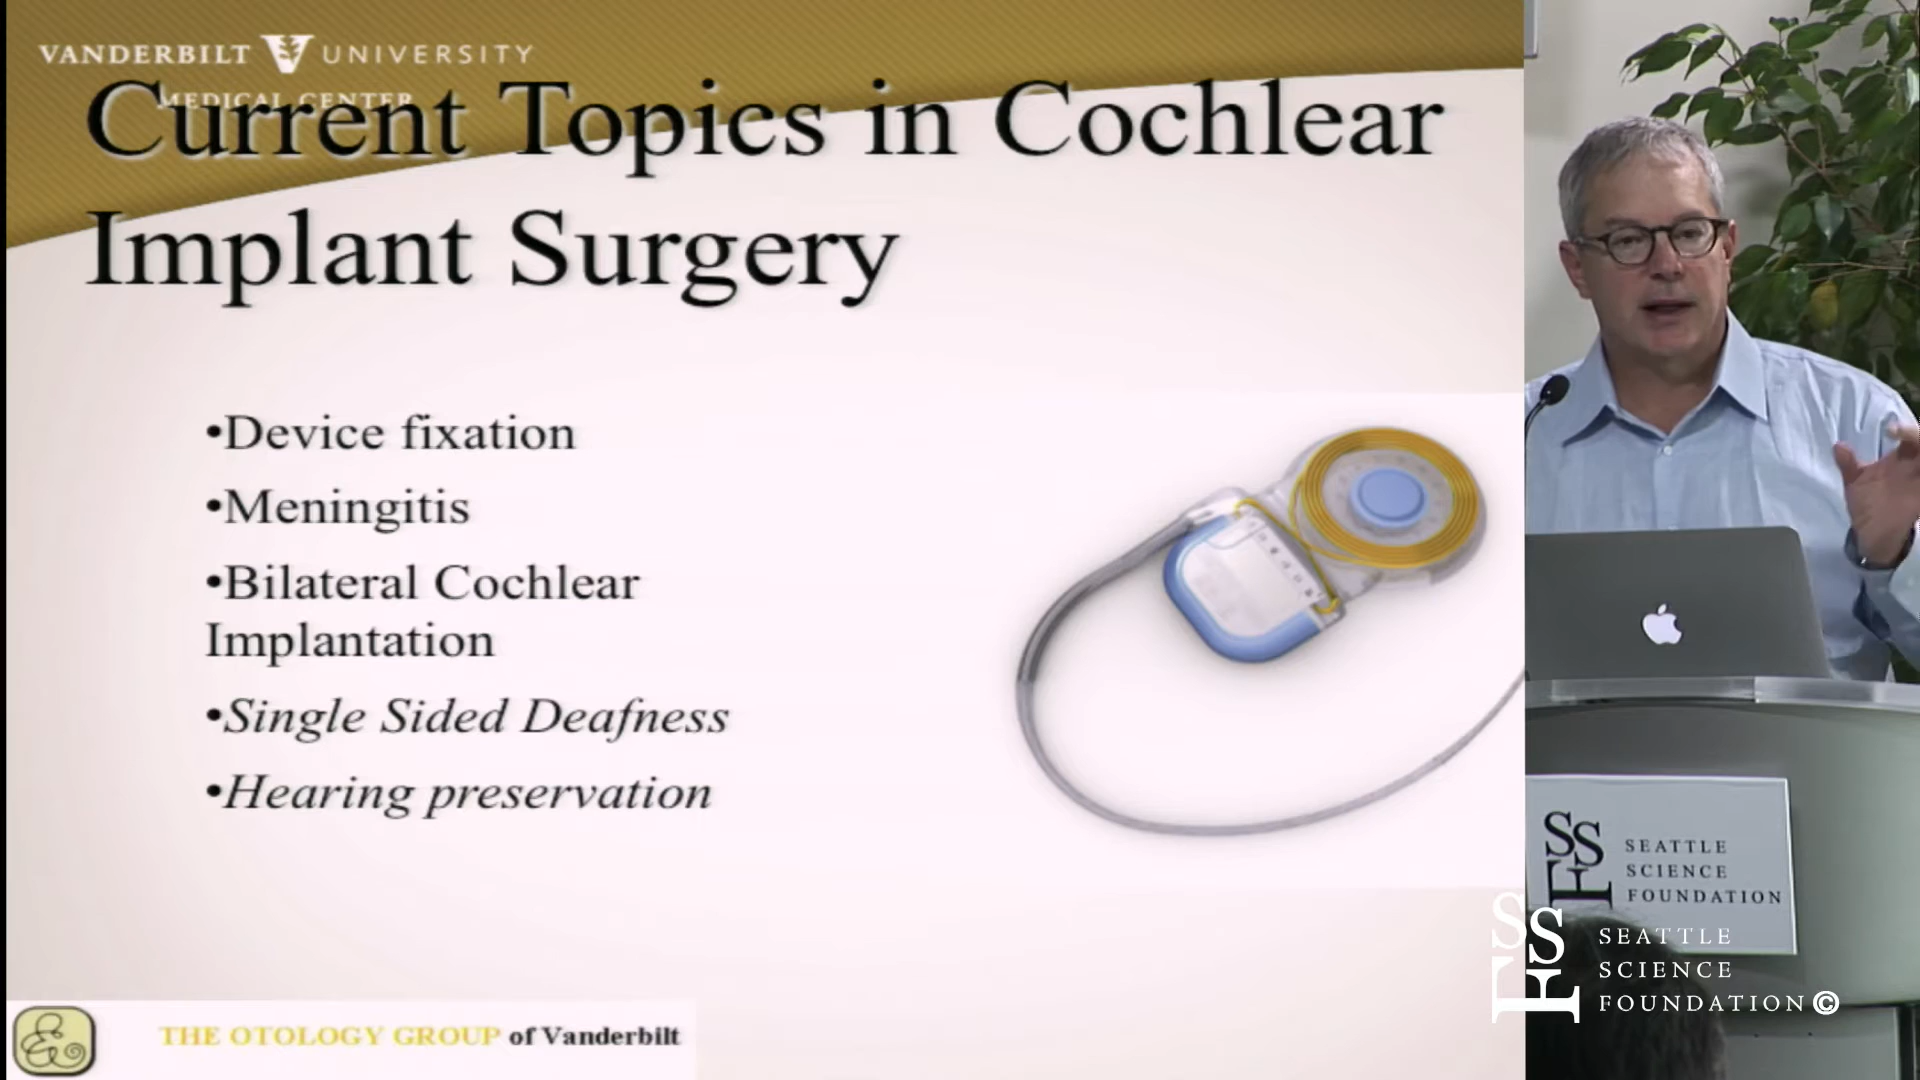 VANDERBILT UNIVERSITY
MEDICAL CENTER
Current Topics in Cochlear
Implant Surgery
•Device fixation
•Meningitis
•Bilateral Cochlear
Implantation
•Single Sided Deafness
•Hearing preservation
THE OTOLOGY GROUP of Vanderbilt
SSF
SEATTLE
SCIENCE
FOUNDATION
SSF
SEATTLE
SCIENCE
FOUNDATION©